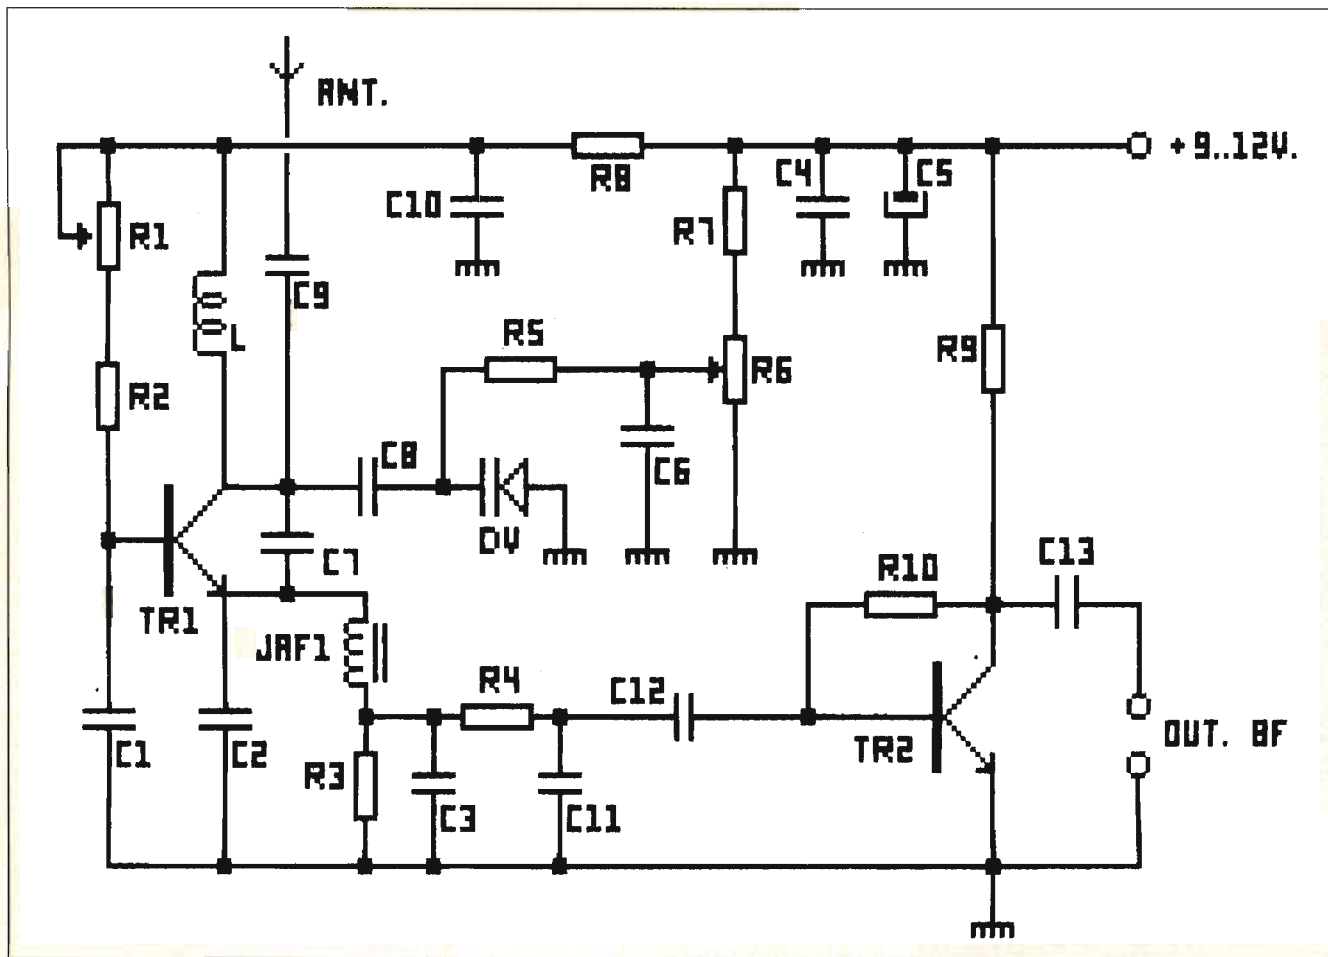 ANT.
+9..12V.
R8
C4
C5
C10
R7
R1
C9
L
R5
R9
R6
R2
C8
C6
DV
C7
C13
R10
TR1
JAF1
R4
C12
OUT. BF
TR2
C1
C2
R3
C3
C11